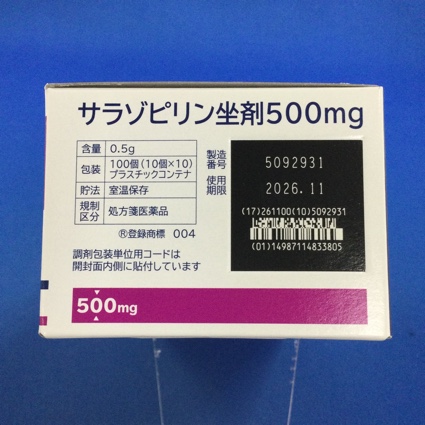 サラゾピリン坐剤500mg
含量 0.5g
包装 100個(10個×10)
プラスチックコンテナ
貯法 室温保存
規制
区分 処方箋医薬品
Ⓡ登録商標 004
調剤包装単位用コードは
開封面内側に貼付しています
製造
番号 5092931
使用
期限 2026.11
(17)261100(10)5092931
(01)14987114833805
500mg